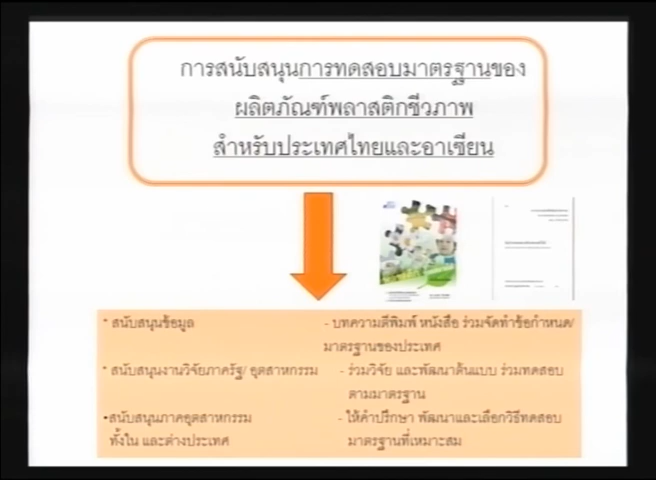 การสนับสนุนการทดสอบมาตรฐานของ
ผลิตภัณฑ์พลาสติกชีวภาพ
สำหรับประเทศไทยและอาเซียน
* สนับสนุนข้อมูล - บทความตีพิมพ์ หนังสือ ร่วมจัดทำข้อกำหนด/
มาตรฐานของประเทศ
* สนับสนุนงานวิจัยภาครัฐ/ อุตสาหกรรม - ร่วมวิจัย และพัฒนาต้นแบบ ร่วมทดสอบ
ตามมาตรฐาน
•สนับสนุนภาคอุตสาหกรรม - ให้คำปรึกษา พัฒนาและเลือกวิธีทดสอบ
ทั้งใน และต่างประเทศ มาตรฐานที่เหมาะสม